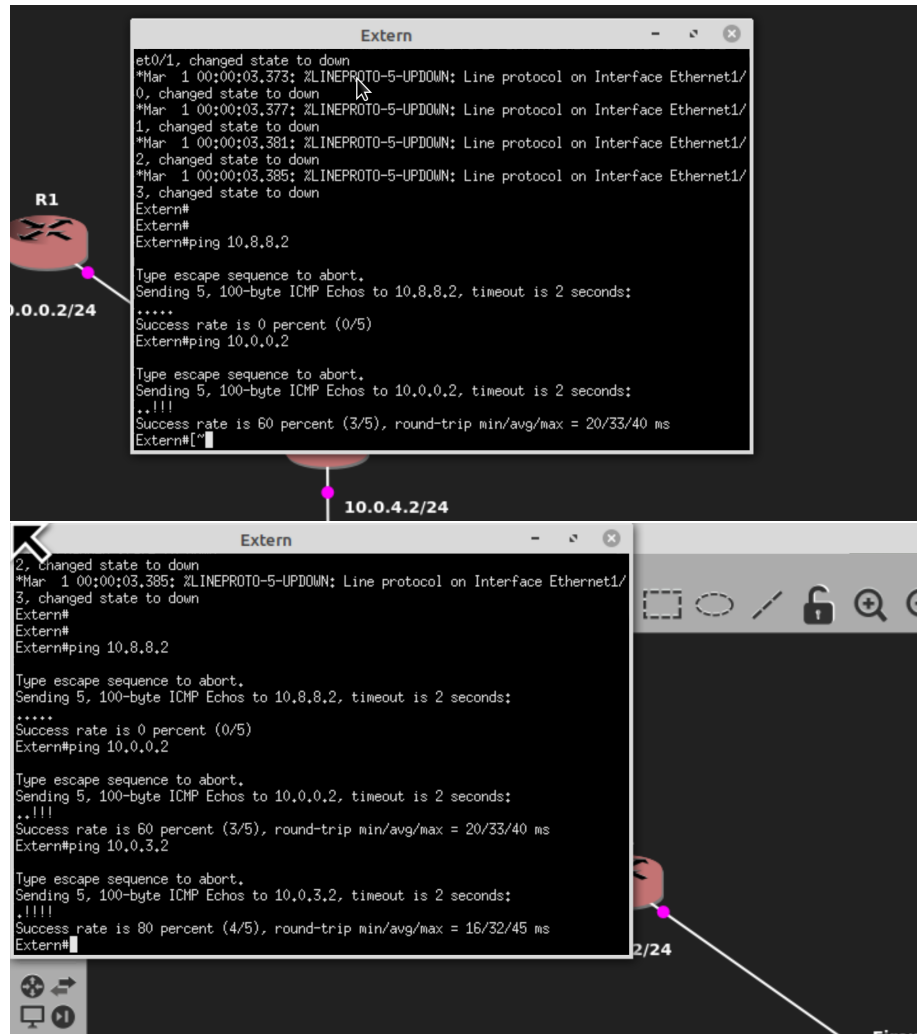 Extern
et0/1, changed state to down
*Mar  1 00:00:03.373: %LINEPROTO-5-UPDOWN: Line protocol on Interface Ethernet1/
0, changed state to down
*Mar  1 00:00:03.377: %LINEPROTO-5-UPDOWN: Line protocol on Interface Ethernet1/
1, changed state to down
*Mar  1 00:00:03.381: %LINEPROTO-5-UPDOWN: Line protocol on Interface Ethernet1/
2, changed state to down
*Mar  1 00:00:03.385: %LINEPROTO-5-UPDOWN: Line protocol on Interface Ethernet1/
3, changed state to down
Extern#
Extern#
Extern#ping 10.8.8.2
Type escape sequence to abort.
Sending 5, 100-byte ICMP Echos to 10.8.8.2, timeout is 2 seconds:
.....
Success rate is 0 percent (0/5)
Extern#ping 10.0.0.2
Type escape sequence to abort.
Sending 5, 100-byte ICMP Echos to 10.0.0.2, timeout is 2 seconds:
..!!!
Success rate is 60 percent (3/5), round-trip min/avg/max = 20/33/40 ms
Extern#[~
R1
.0.0.2/24
10.0.4.2/24
Extern
2, changed state to down
*Mar  1 00:00:03.385: %LINEPROTO-5-UPDOWN: Line protocol on Interface Ethernet1/
3, changed state to down
Extern#
Extern#
Extern#ping 10.8.8.2
Type escape sequence to abort.
Sending 5, 100-byte ICMP Echos to 10.8.8.2, timeout is 2 seconds:
.....
Success rate is 0 percent (0/5)
Extern#ping 10.0.0.2
Type escape sequence to abort.
Sending 5, 100-byte ICMP Echos to 10.0.0.2, timeout is 2 seconds:
..!!!
Success rate is 60 percent (3/5), round-trip min/avg/max = 20/33/40 ms
Extern#ping 10.0.3.2
Type escape sequence to abort.
Sending 5, 100-byte ICMP Echos to 10.0.3.2, timeout is 2 seconds:
.!!!!
Success rate is 80 percent (4/5), round-trip min/avg/max = 16/32/45 ms
Extern#
2/24